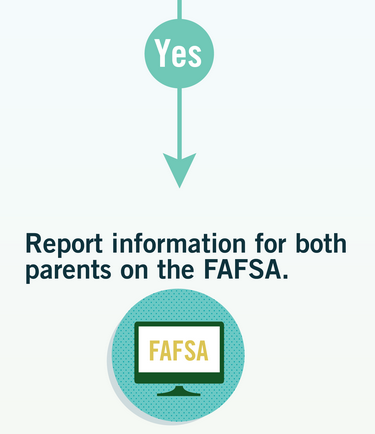 Yes
Report information for both
parents on the FAFSA.
FAFSA